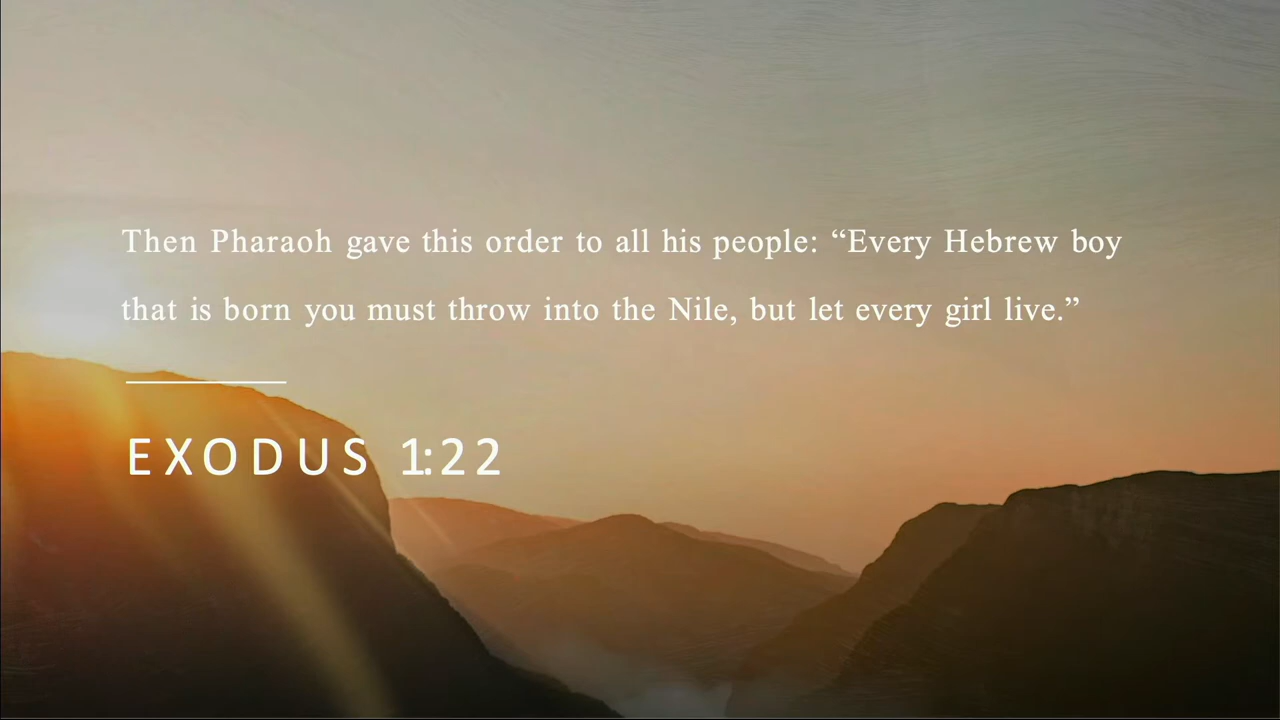 Then Pharaoh gave this order to all his people: “Every Hebrew boy
that is born you must throw into the Nile, but let every girl live.”
EXODUS 1:22